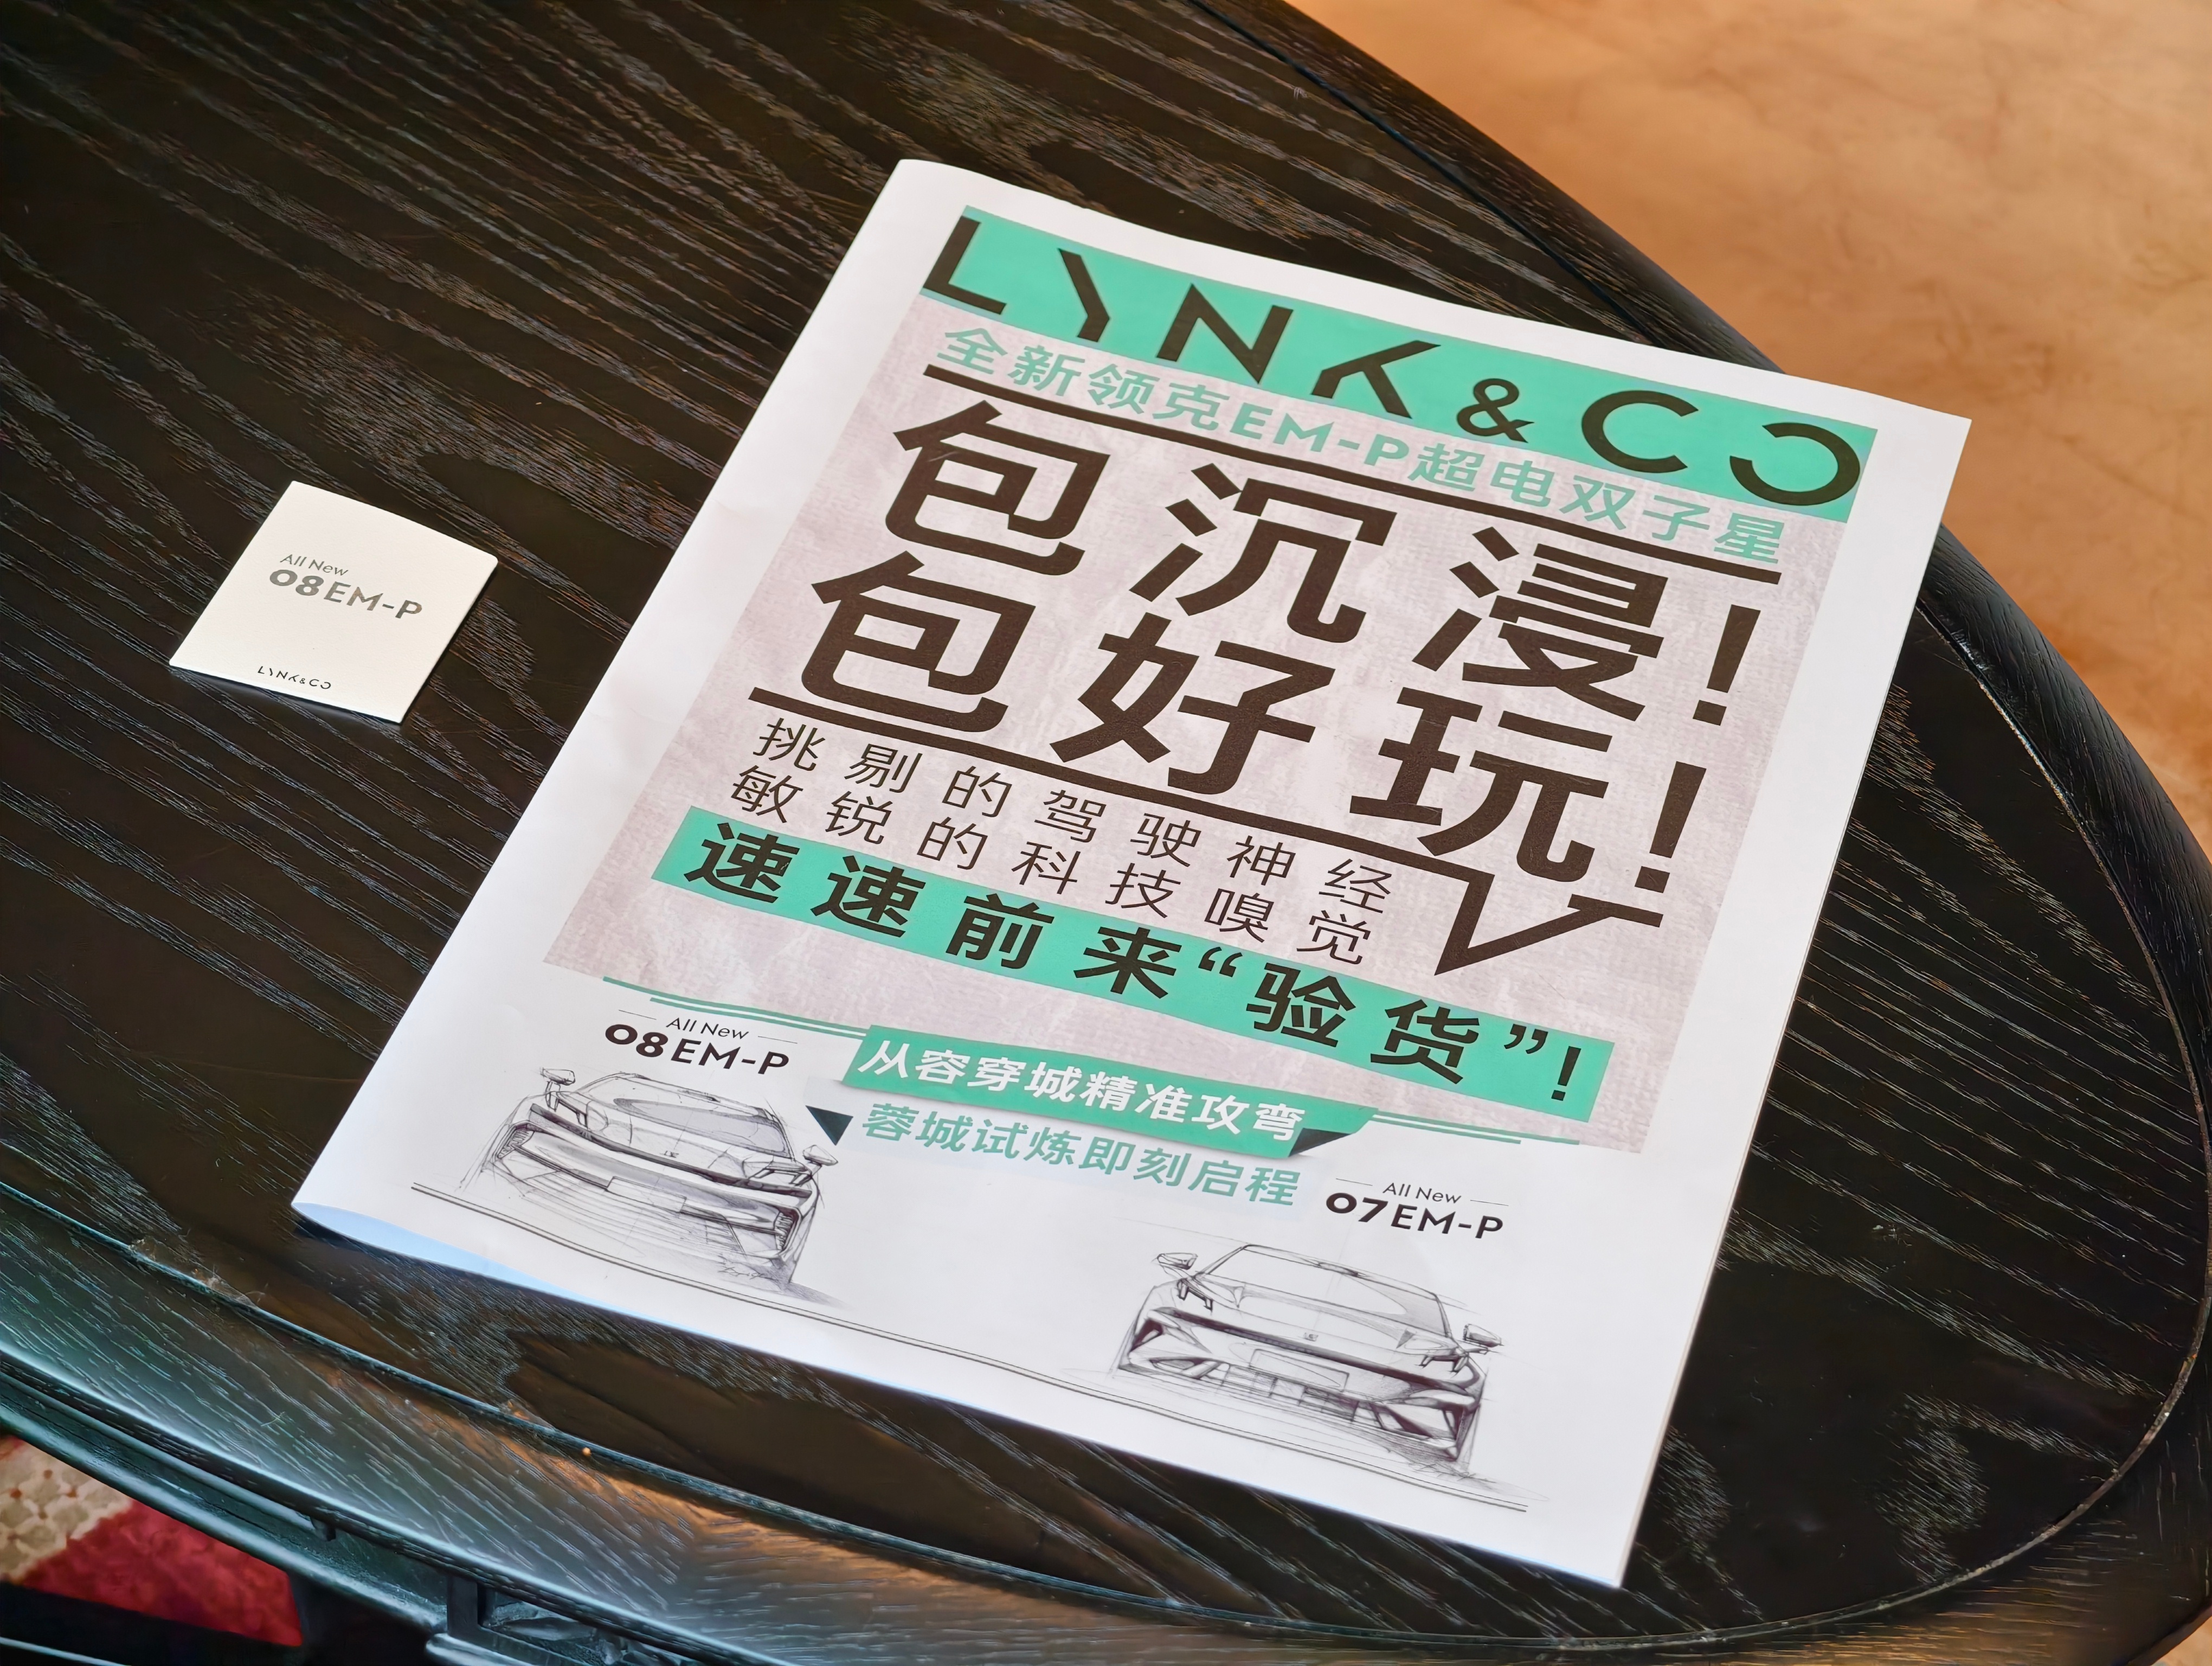 All New
08EM-P
LYNK&CO
LYNK&CO
全新领克EM-P超电双子星
包沉浸！
包好玩！
挑剔的驾驶神经
敏锐的科技嗅觉
速速前来“验货”！
All New
08EM-P
从容穿城精准攻弯
蓉城试炼即刻启程
All New
07EM-P